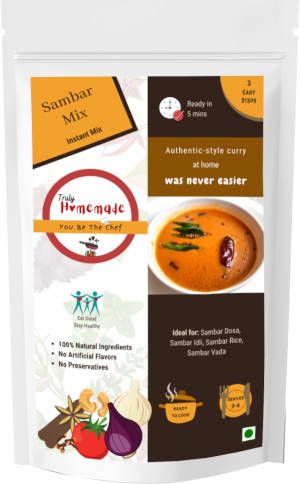 Sambar
Mix
Instant Mix
Truly
Homemade
You Be The Chef
Eat Good
Stay Healthy
• 100% Natural Ingredients
• No Artificial Flavors
• No Preservatives
Ready in
5 mins
3
Easy
Steps
Authentic-style curry
at home
was never easier
Ideal for: Sambar Dosa,
Sambar Idli, Sambar Rice,
Sambar Vada
READY
TO COOK
Serves
3-4